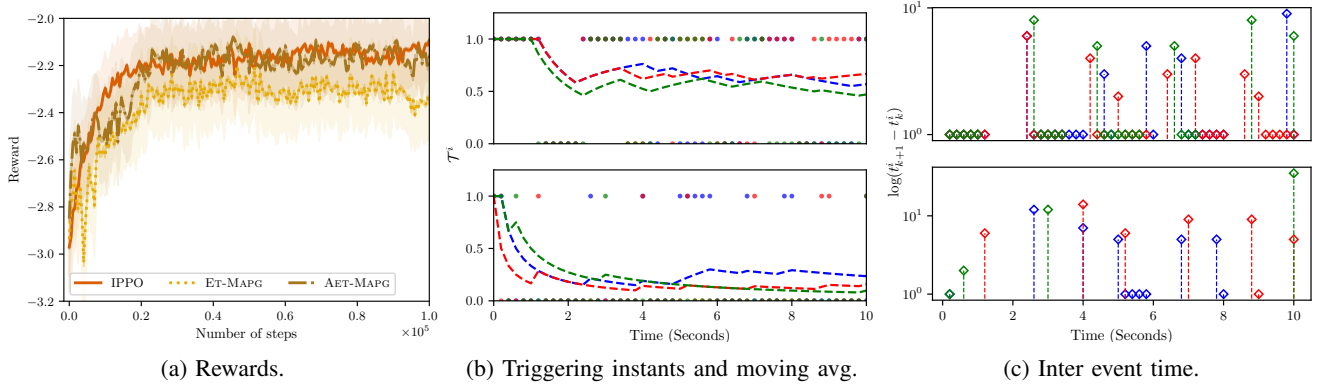 −2.0
−2.2
−2.4
−2.6
−2.8
−3.0
−3.2
Reward
IPPO ET-MAPG AET-MAPG
0.0 0.2 0.4 0.6 0.8 1.0
Number of steps ×10⁵
(a) Rewards.
1.0
0.5
0.0
𝒯ⁱ
1.0
0.5
0.0
0 2 4 6 8 10
Time (Seconds)
(b) Triggering instants and moving avg.
10¹
10⁰
log(tⁱₖ₊₁ − tⁱₖ)
10¹
10⁰
0 2 4 6 8 10
Time (Seconds)
(c) Inter event time.